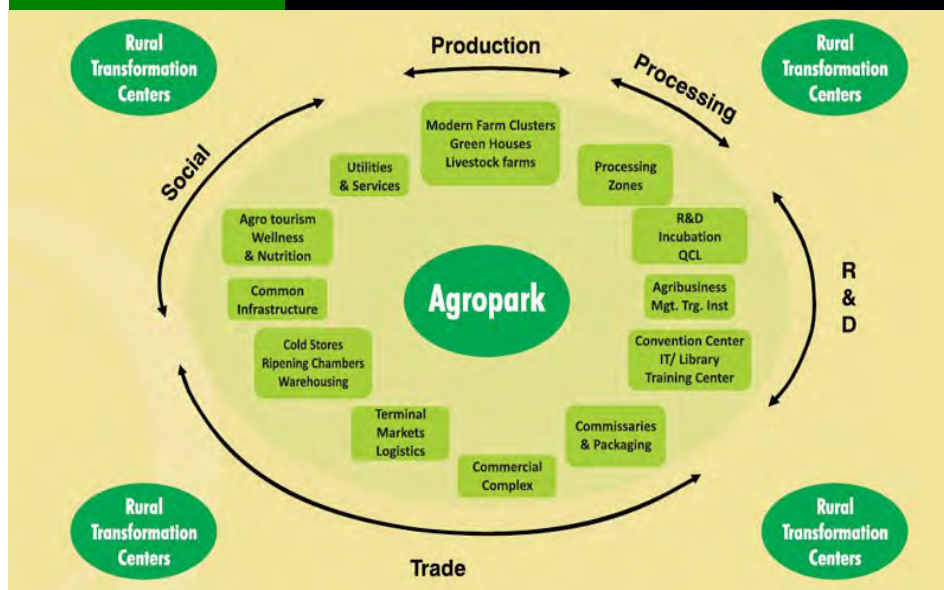 Rural
Transformation
Centers
Production
Processing
Rural
Transformation
Centers
Social
Modern Farm Clusters
Green Houses
Livestock farms
Utilities
& Services
Processing
Zones
Agro tourism
Wellness
& Nutrition
R&D
Incubation
QCL
R
&
D
Common
Infrastructure
Agropark
Agribusiness
Mgt. Trg. Inst
Cold Stores
Ripening Chambers
Warehousing
Convention Center
IT/ Library
Training Center
Terminal
Markets
Logistics
Commissaries
& Packaging
Commercial
Complex
Rural
Transformation
Centers
Trade
Rural
Transformation
Centers